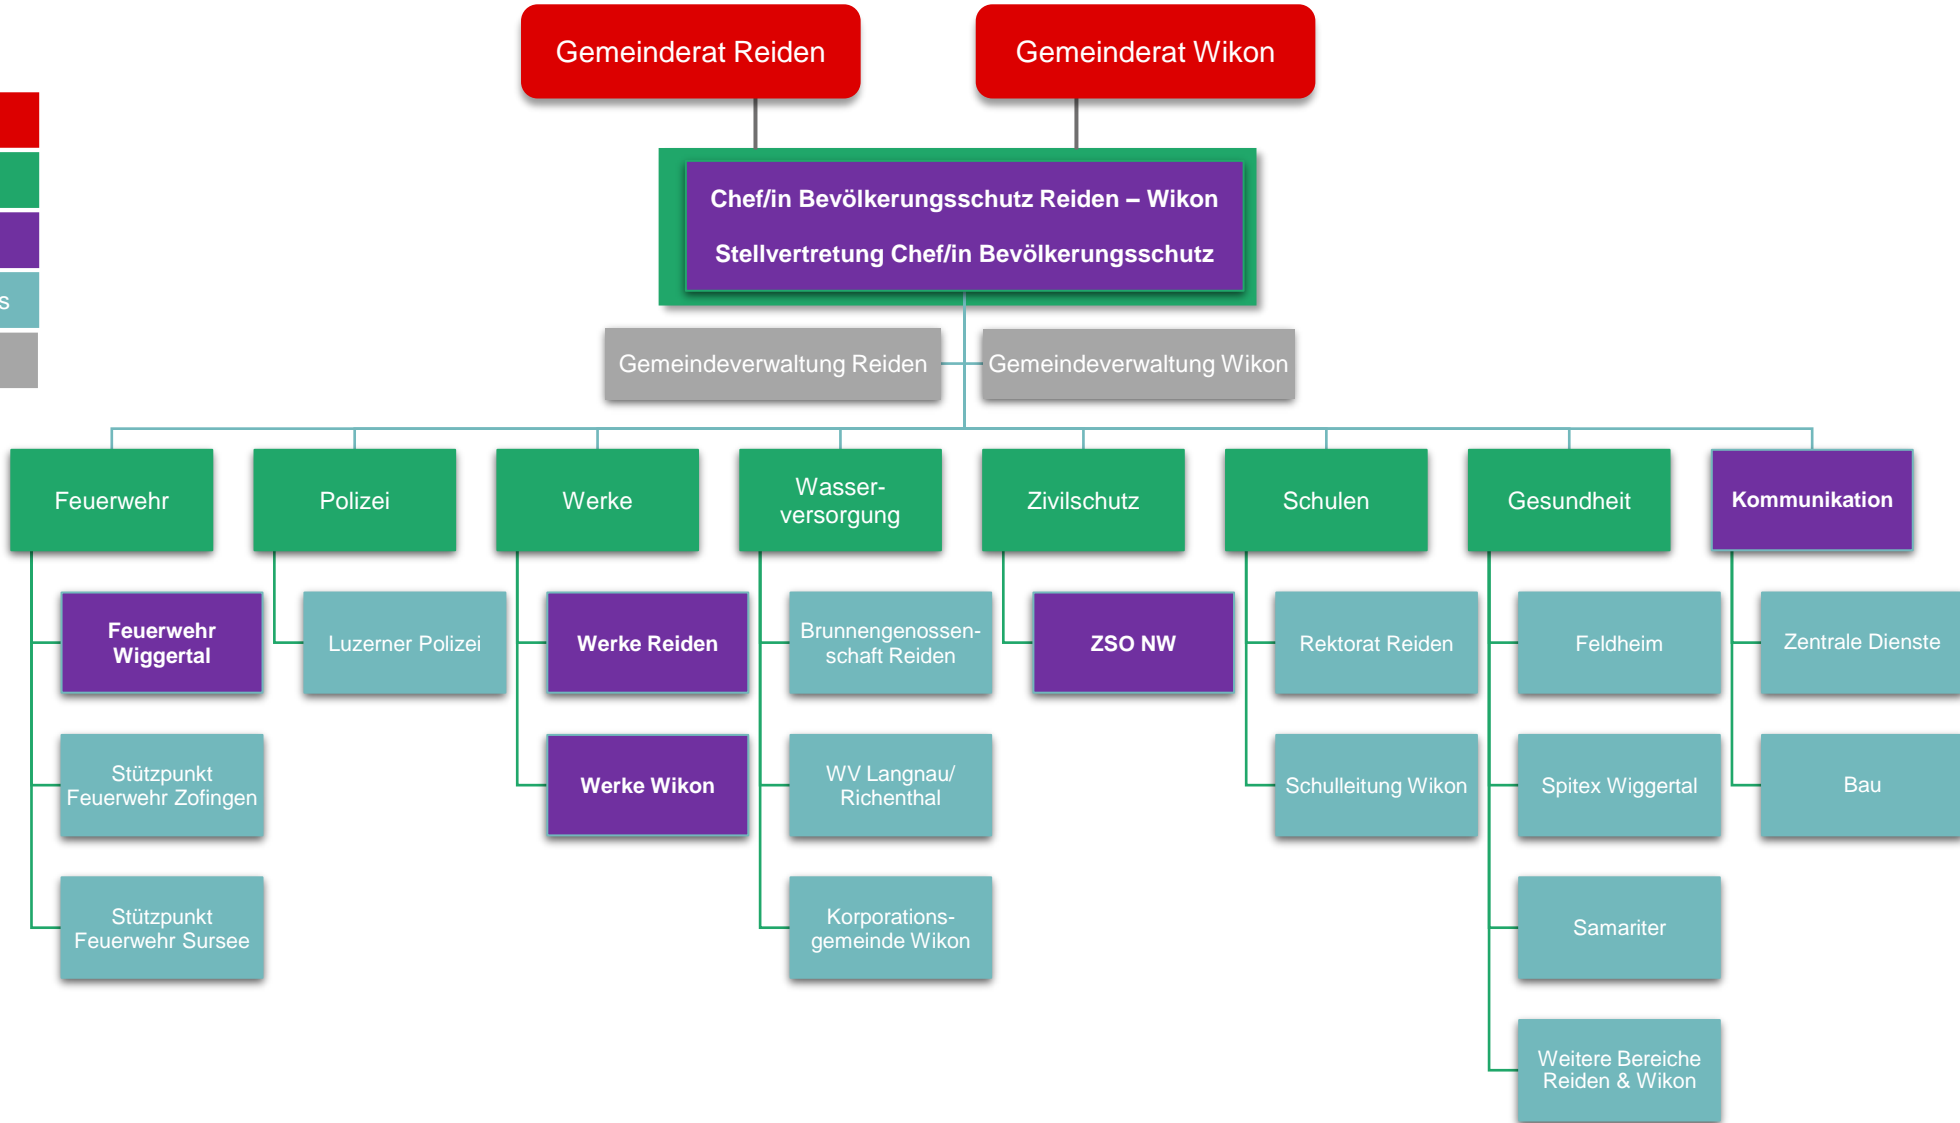 Gemeinderat Reiden
Gemeinderat Wikon
Chef/in Bevölkerungsschutz Reiden – Wikon
Stellvertretung Chef/in Bevölkerungsschutz
s
Gemeindeverwaltung Reiden
Gemeindeverwaltung Wikon
Feuerwehr
Polizei
Werke
Wasser-
versorgung
Zivilschutz
Schulen
Gesundheit
Kommunikation
Feuerwehr
Wiggertal
Luzerner Polizei
Werke Reiden
Brunnengenossen-
schaft Reiden
ZSO NW
Rektorat Reiden
Feldheim
Zentrale Dienste
Stützpunkt
Feuerwehr Zofingen
Werke Wikon
WV Langnau/
Richenthal
Schulleitung Wikon
Spitex Wiggertal
Bau
Stützpunkt
Feuerwehr Sursee
Korporations-
gemeinde Wikon
Samariter
Weitere Bereiche
Reiden & Wikon